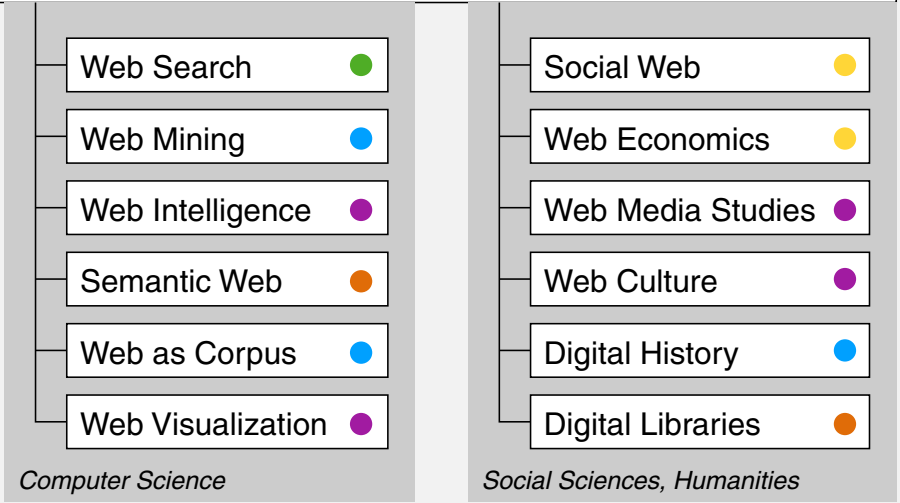 Web Search
Web Mining
Web Intelligence
Semantic Web
Web as Corpus
Web Visualization
Computer Science
Social Web
Web Economics
Web Media Studies
Web Culture
Digital History
Digital Libraries
Social Sciences, Humanities